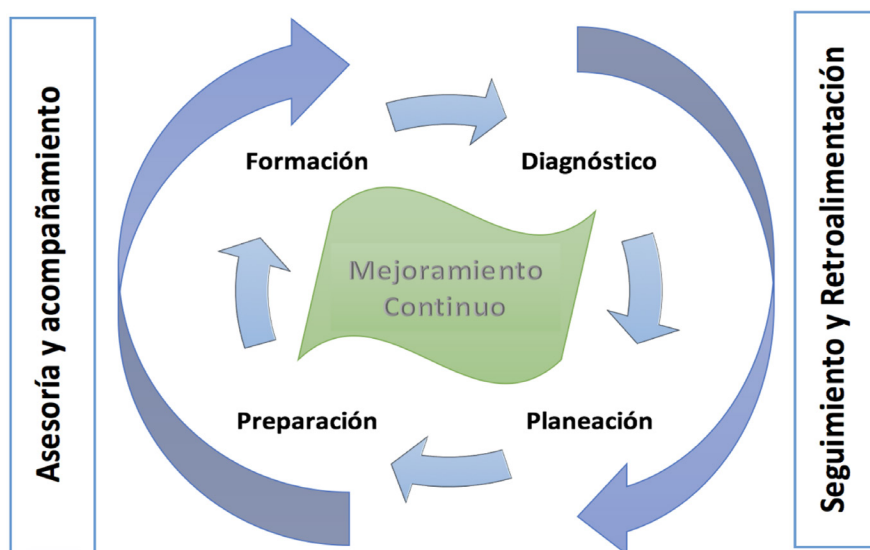 Asesoría y acompañamiento
Formación
Diagnóstico
Mejoramiento
Continuo
Preparación
Planeación
Seguimiento y Retroalimentación